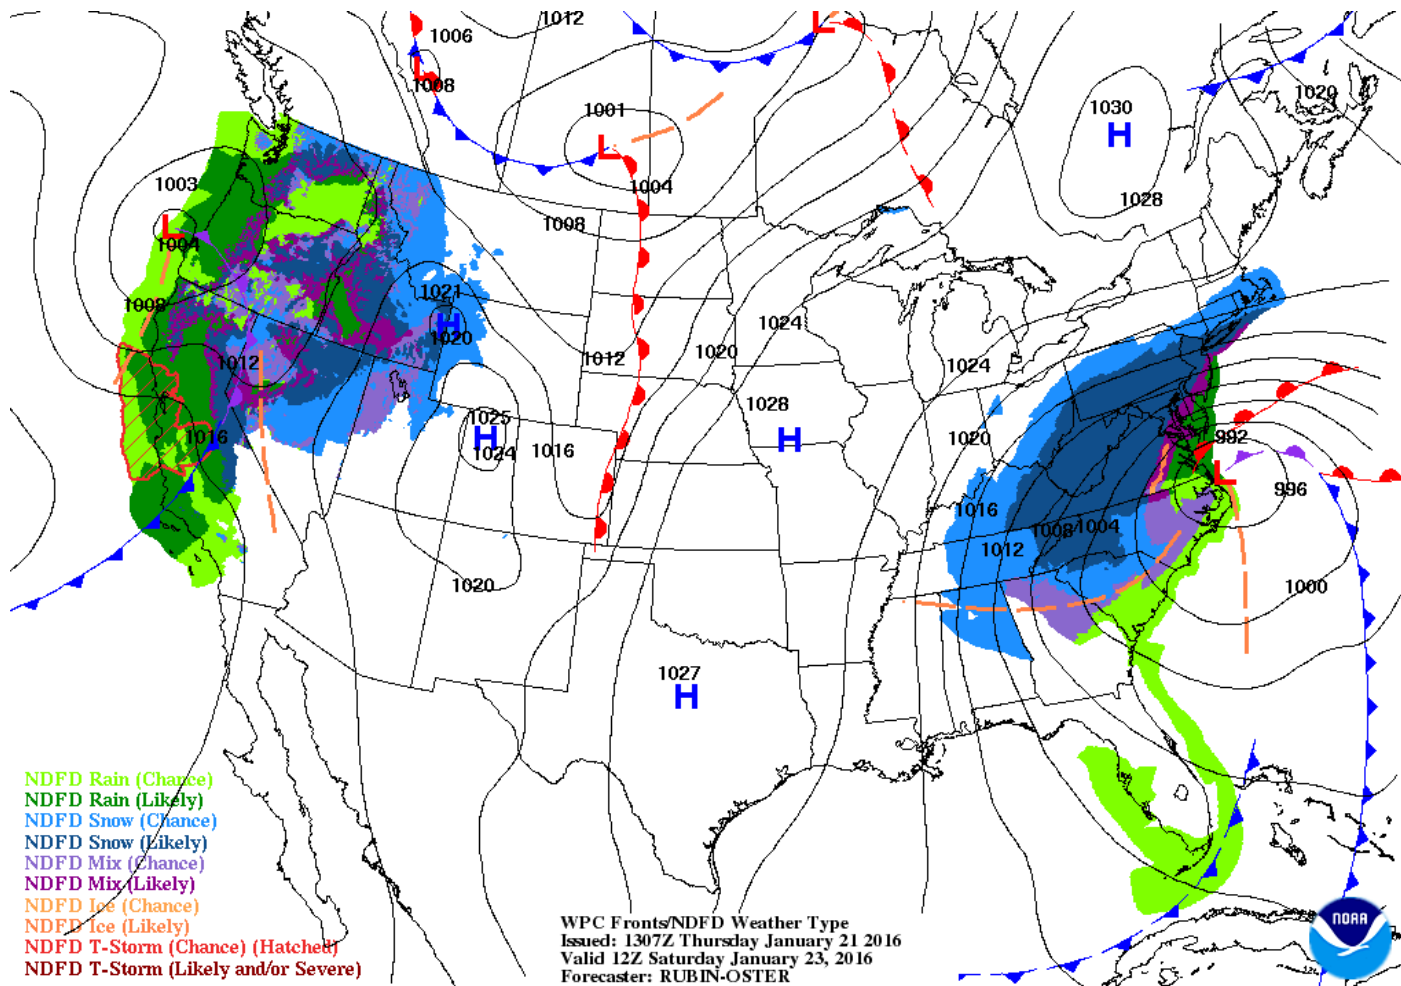 1012
1006
L
L
1008
1001
1030
H
1020
L
1004
1028
1003
L
1004
1008
1008
1021
H
1020
1024
1012
1020
1012
1024
1025
H
1024
1028
H
1016
1016
1020
992
L
996
1016
1012
1008
1004
1020
1000
1027
H
NDFD Rain (Chance)
NDFD Rain (Likely)
NDFD Snow (Chance)
NDFD Snow (Likely)
NDFD Mix (Chance)
NDFD Mix (Likely)
NDFD Ice (Chance)
NDFD Ice (Likely)
NDFD T-Storm (Chance) (Hatched)
NDFD T-Storm (Likely and/or Severe)
WPC Fronts/NDFD Weather Type
Issued: 1307Z Thursday January 21 2016
Valid 12Z Saturday January 23, 2016
Forecaster: RUBIN-OSTER
NOAA